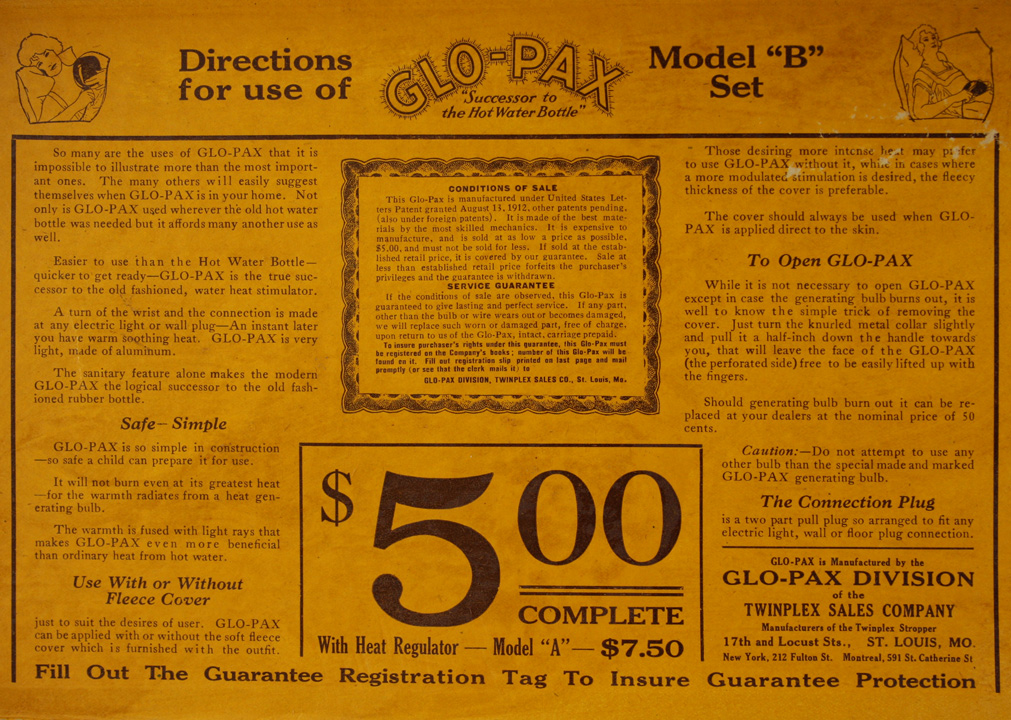 Directions
for use of
GLO-PAX
"Successor to
the Hot Water Bottle"
Model "B"
Set
So many are the uses of GLO-PAX that it is
impossible to illustrate more than the most import-
ant ones. The many others will easily suggest
themselves when GLO-PAX is in your home. Not
only is GLO-PAX used wherever the old hot water
bottle was needed but it affords many another use as
well.
Easier to use than the Hot Water Bottle—
quicker to get ready—GLO-PAX is the true suc-
cessor to the old fashioned, water heat stimulator.
A turn of the wrist and the connection is made
at any electric light or wall plug—An instant later
you have warm soothing heat. GLO-PAX is very
light, made of aluminum.
The sanitary feature alone makes the modern
GLO-PAX the logical successor to the old fash-
ioned rubber bottle.
Safe—Simple
GLO-PAX is so simple in construction
—so safe a child can prepare it for use.
It will not burn even at its greatest heat
—for the warmth radiates from a heat gen-
erating bulb.
The warmth is fused with light rays that
makes GLO-PAX even more beneficial
than ordinary heat from hot water.
Use With or Without
Fleece Cover
just to suit the desires of user. GLO-PAX
can be applied with or without the soft fleece
cover which is furnished with the outfit.
CONDITIONS OF SALE
This Glo-Pax is manufactured under United States Let-
ters Patent granted August 13, 1912, other patents pending,
(also under foreign patents). It is made of the best mate-
rials by the most skilled mechanics. It is expensive to
manufacture, and is sold at as low a price as possible,
$5.00, and must not be sold for less. If sold at the estab-
lished retail price, it is covered by our guarantee. Sale at
less than established retail price forfeits the purchaser's
privileges and the guarantee is withdrawn.
SERVICE GUARANTEE
If the conditions of sale are observed, this Glo-Pax is
guaranteed to give lasting and perfect service. If any part,
other than the bulb or wire wears out or becomes damaged,
we will replace such worn or damaged part, free of charge,
upon return to us of the Glo-Pax, intact, carriage prepaid.
To insure purchaser's rights under this guarantee, this Glo-Pax must
be registered on the Company's books; number of this Glo-Pax will be
found on it. Fill out registration slip printed on last page and mail
promptly (or see that the clerk mails it) to
GLO-PAX DIVISION, TWINPLEX SALES CO., St. Louis, Mo.
$5.00
COMPLETE
With Heat Regulator — Model "A" — $7.50
Those desiring more intense heat may prefer
to use GLO-PAX without it, while in cases where
a more modulated stimulation is desired, the fleecy
thickness of the cover is preferable.
The cover should always be used when GLO-
PAX is applied direct to the skin.
To Open GLO-PAX
While it is not necessary to open GLO-PAX
except in case the generating bulb burns out, it is
well to know the simple trick of removing the
cover. Just turn the knurled metal collar slightly
and pull it a half-inch down the handle towards
you, that will leave the face of the GLO-PAX
(the perforated side) free to be easily lifted up with
the fingers.
Should generating bulb burn out it can be re-
placed at your dealers at the nominal price of 50
cents.
Caution:—Do not attempt to use any
other bulb than the special made and marked
GLO-PAX generating bulb.
The Connection Plug
is a two part pull plug so arranged to fit any
electric light, wall or floor plug connection.
GLO-PAX is Manufactured by the
GLO-PAX DIVISION
of the
TWINPLEX SALES COMPANY
Manufacturers of the Twinplex Stropper
17th and Locust Sts., ST. LOUIS, MO.
New York, 212 Fulton St. Montreal, 591 St. Catherine St
Fill Out The Guarantee Registration Tag To Insure Guarantee Protection